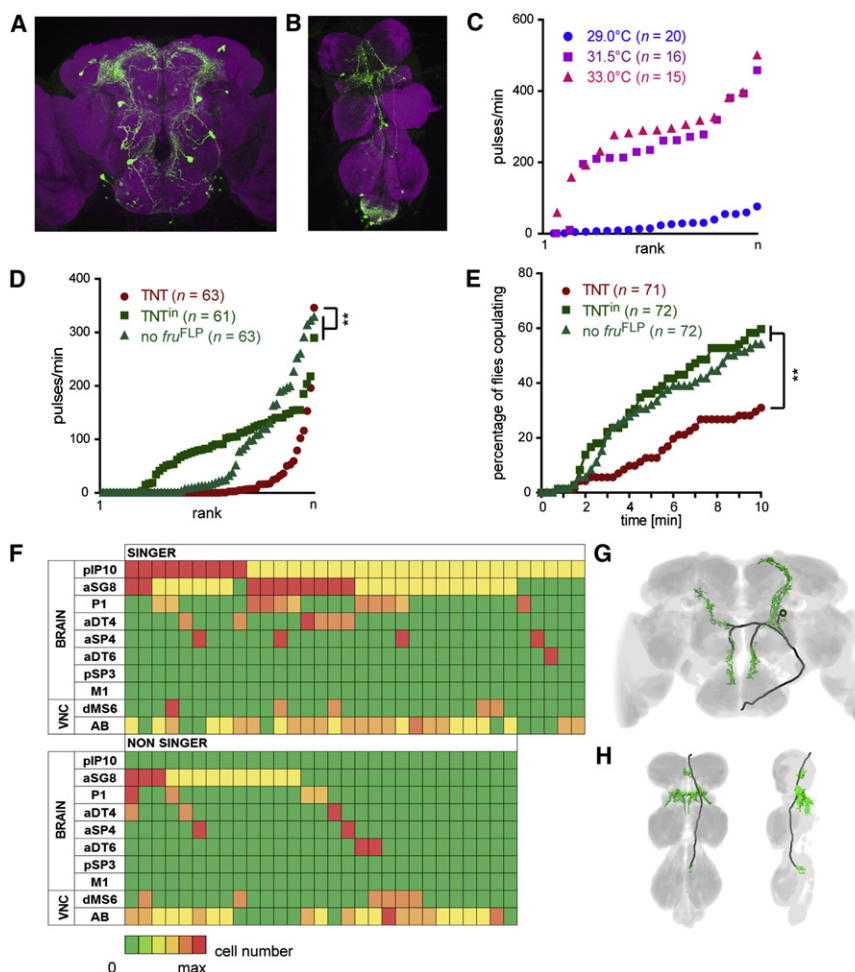 A
B
C
29.0°C (n = 20)
31.5°C (n = 16)
33.0°C (n = 15)
pulses/min
600
400
200
0
1
rank
n
D
TNT (n = 63)
TNTin (n = 61)
no fruFLP (n = 63)
pulses/min
400
300
200
100
0
**
1
rank
n
E
TNT (n = 71)
TNTin (n = 72)
no fruFLP (n = 72)
percentage of flies copulating
80
60
40
20
0
**
0 2 4 6 8 10
time [min]
F
SINGER
BRAIN
pIP10
aSG8
P1
aDT4
aSP4
aDT6
pSP3
M1
VNC
dMS6
AB
NON SINGER
BRAIN
pIP10
aSG8
P1
aDT4
aSP4
aDT6
pSP3
M1
VNC
dMS6
AB
cell number
0 max
G
H